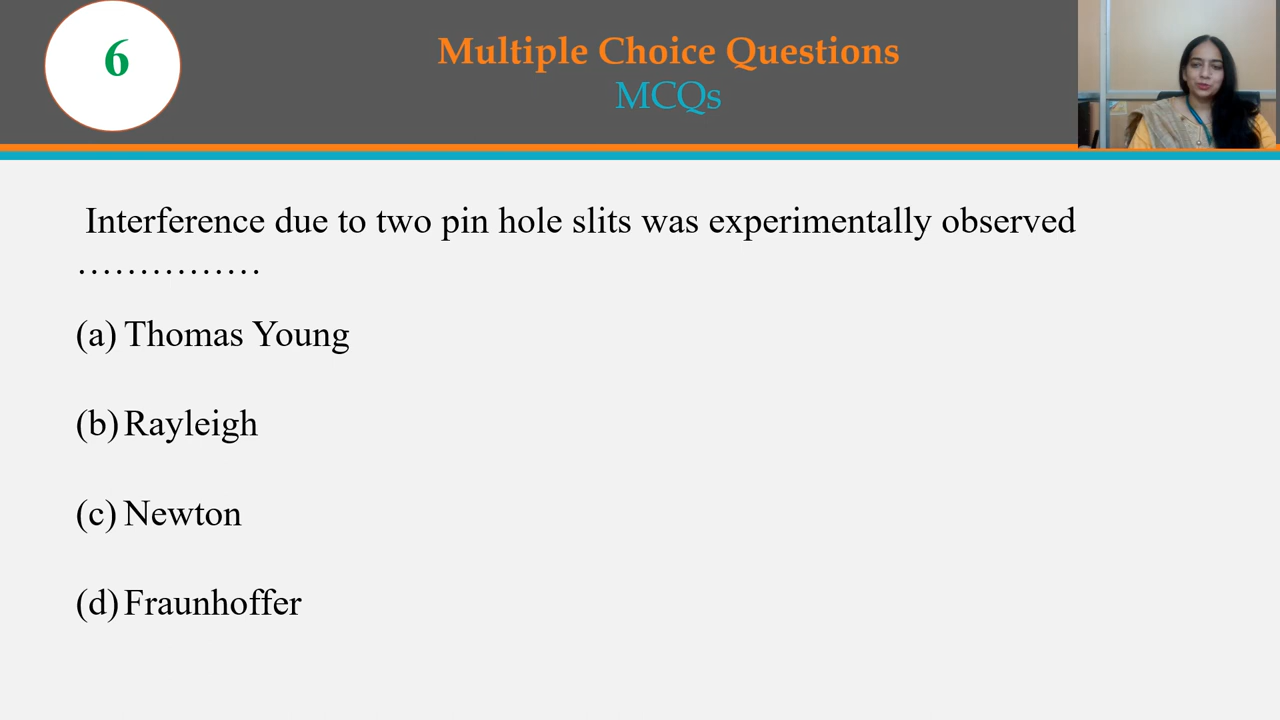 6
Multiple Choice Questions
MCQs
Interference due to two pin hole slits was experimentally observed
……………
(a) Thomas Young
(b) Rayleigh
(c) Newton
(d) Fraunhoffer